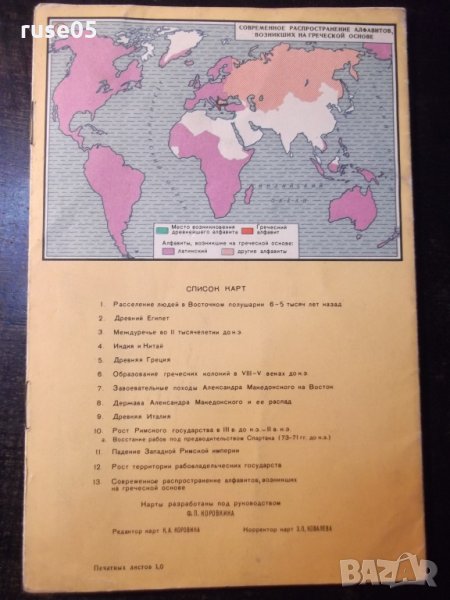 ruse05
СОВРЕМЕННОЕ РАСПРОСТРАНЕНИЕ АЛФАВИТОВ,
ВОЗНИКШИХ НА ГРЕЧЕСКОЙ ОСНОВЕ
ИНДИЙСКИЙ
ОКЕАН
Место возникновения
древнейшего алфавита
Греческий
алфавит
Алфавиты, возникшие на греческой основе:
латинский
другие алфавиты
СПИСОК КАРТ
1. Расселение людей в Восточном полушарии 6-5 тысяч лет назад
2. Древний Египет
3. Междуречье во II тысячелетии до н.э.
4. Индия и Китай
5. Древняя Греция
6. Образование греческих колоний в VIII-V веках до н.э.
7. Завоевательные походы Александра Македонского на Восток
8. Держава Александра Македонского и ее распад
9. Древняя Италия
10. Рост Римского государства в III в. до н.э.-II в. н.э.
а. Восстание рабов под предводительством Спартака (73-71 гг. до н.э.)
11. Падение Западной Римской империи
12. Рост территории рабовладельческих государств
13. Современное распространение алфавитов, возникших
на греческой основе
Карты разработаны под руководством
Ф.П. КОРОВКИНА
Редактор карт К.А. КОРОВИНА
Корректор карт З.П. КОВАЛЕВА
Печатных листов 3,0
BAZAR.BG